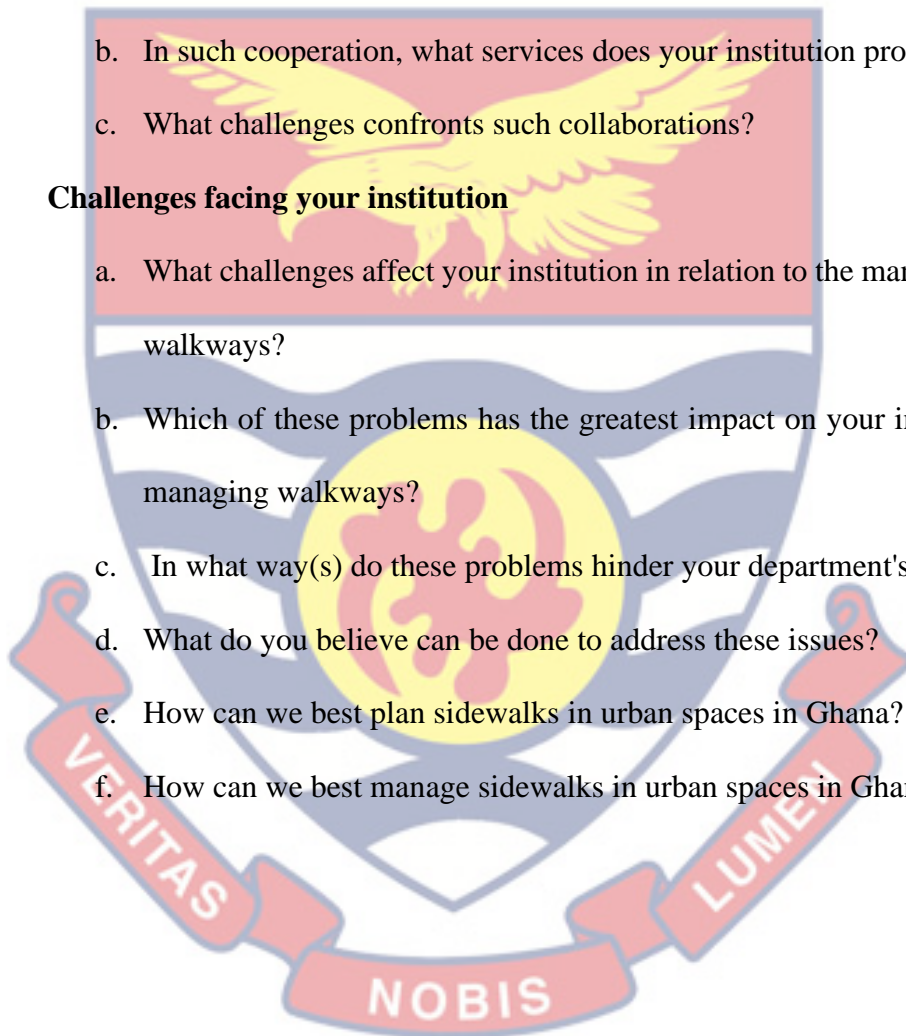 b. In such cooperation, what services does your institution pro
c. What challenges confronts such collaborations?
Challenges facing your institution
a. What challenges affect your institution in relation to the man
walkways?
b. Which of these problems has the greatest impact on your in
managing walkways?
c. In what way(s) do these problems hinder your department's
d. What do you believe can be done to address these issues?
e. How can we best plan sidewalks in urban spaces in Ghana?
f. How can we best manage sidewalks in urban spaces in Ghan
VERITAS
NOBIS
LUMEN